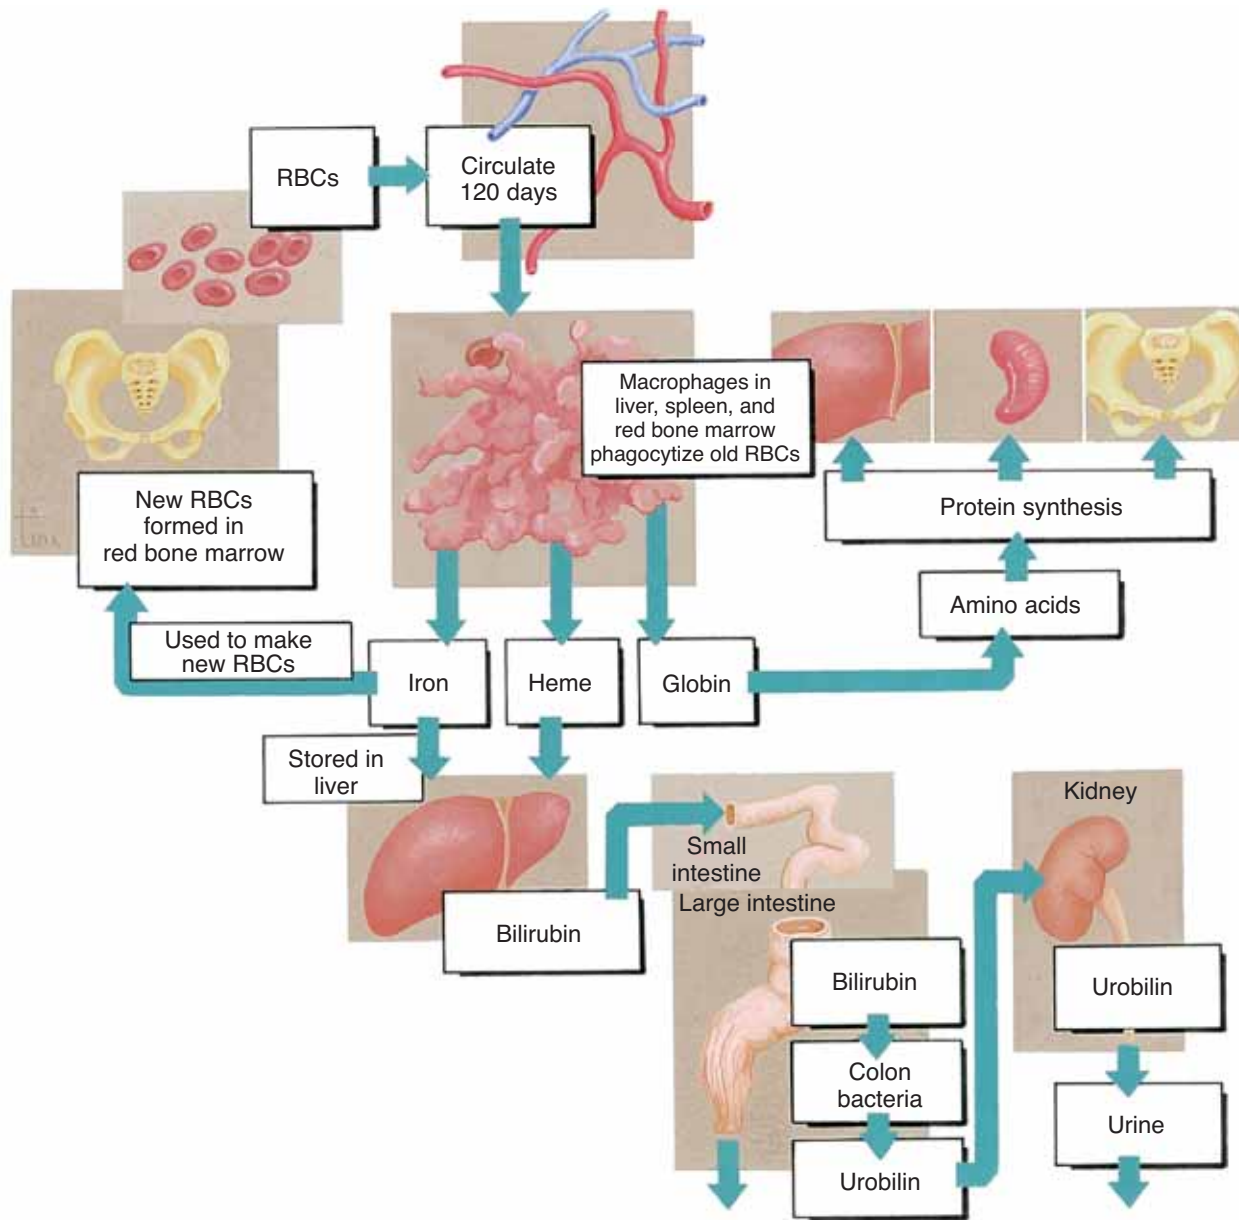 RBCs
Circulate
120 days
Macrophages in
liver, spleen, and
red bone marrow
phagocytize old RBCs
New RBCs
formed in
red bone marrow
Protein synthesis
Amino acids
Used to make
new RBCs
Iron
Heme
Globin
Stored in
liver
Kidney
Small
intestine
Large intestine
Bilirubin
Bilirubin
Urobilin
Colon
bacteria
Urine
Urobilin